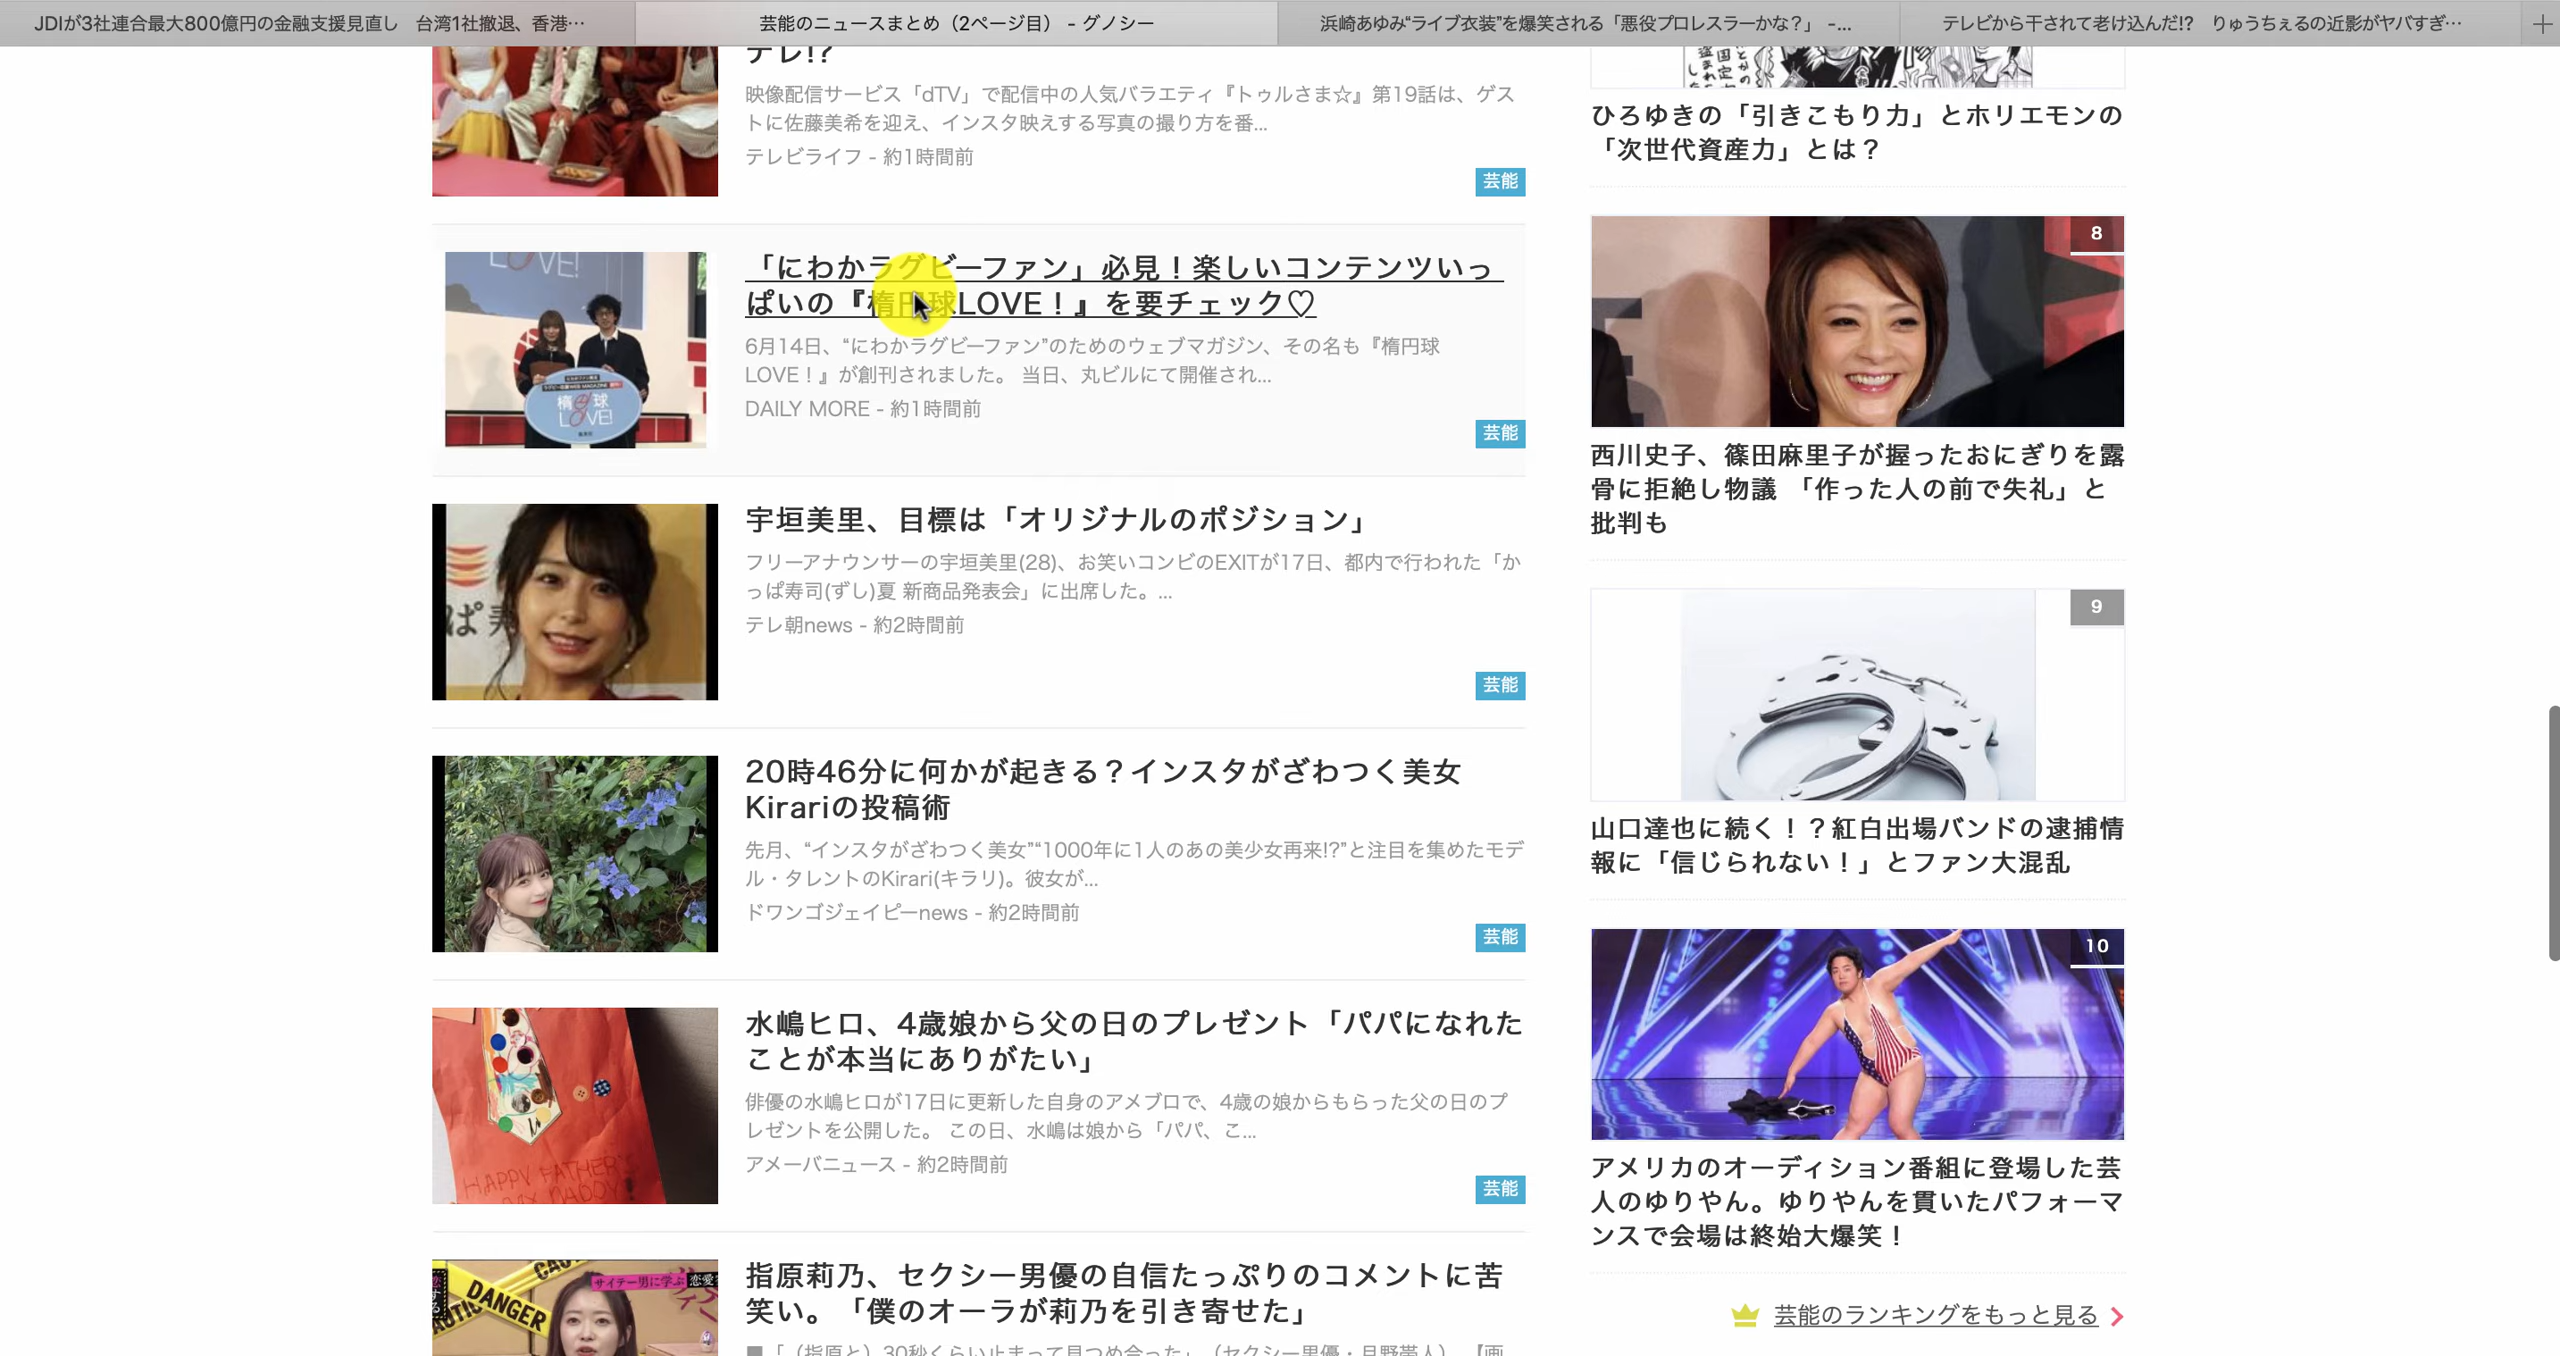 JDIが3社連合最大800億円の金融支援見直し　台湾1社撤退、香港…
芸能のニュースまとめ（2ページ目） - グノシー
浜崎あゆみ“ライブ衣装”を爆笑される「悪役プロレスラーかな？」 -...
テレビから干されて老け込んだ!?　りゅうちぇるの近影がヤバすぎ…
テレ!?
映像配信サービス「dTV」で配信中の人気バラエティ『トゥルさま☆』第19話は、ゲス
トに佐藤美希を迎え、インスタ映えする写真の撮り方を番...
テレビライフ - 約1時間前
芸能
「にわかラグビーファン」必見！楽しいコンテンツいっ
ぱいの『楕円球LOVE！』を要チェック♡
6月14日、“にわかラグビーファン”のためのウェブマガジン、その名も『楕円球
LOVE！』が創刊されました。 当日、丸ビルにて開催され...
DAILY MORE - 約1時間前
芸能
LOVE!
楕円球
LOVE!
宇垣美里、目標は「オリジナルのポジション」
フリーアナウンサーの宇垣美里(28)、お笑いコンビのEXITが17日、都内で行われた「か
っぱ寿司(ずし)夏 新商品発表会」に出席した。...
テレ朝news - 約2時間前
芸能
ぱ寿
20時46分に何かが起きる？インスタがざわつく美女
Kirariの投稿術
先月、“インスタがざわつく美女”“1000年に1人のあの美少女再来!?”と注目を集めたモデ
ル・タレントのKirari(キラリ)。彼女が...
ドワンゴジェイピーnews - 約2時間前
芸能
水嶋ヒロ、4歳娘から父の日のプレゼント「パパになれた
ことが本当にありがたい」
俳優の水嶋ヒロが17日に更新した自身のアメブロで、4歳の娘からもらった父の日のプ
レゼントを公開した。 この日、水嶋は娘から「パパ、こ...
アメーバニュース - 約2時間前
芸能
HAPPY FATHER'S
MY DADDY!
指原莉乃、セクシー男優の自信たっぷりのコメントに苦
笑い。「僕のオーラが莉乃を引き寄せた」
■「（指原と）30秒くらい止まって見つめ合った」（セクシー男優・月野帯人）【画
DANGER
サイテー男に学ぶ
恋愛
ひろゆきの「引きこもり力」とホリエモンの
「次世代資産力」とは？
8
西川史子、篠田麻里子が握ったおにぎりを露
骨に拒絶し物議 「作った人の前で失礼」と
批判も
9
山口達也に続く！？紅白出場バンドの逮捕情
報に「信じられない！」とファン大混乱
10
アメリカのオーディション番組に登場した芸
人のゆりやん。ゆりやんを貫いたパフォーマ
ンスで会場は終始大爆笑！
芸能のランキングをもっと見る